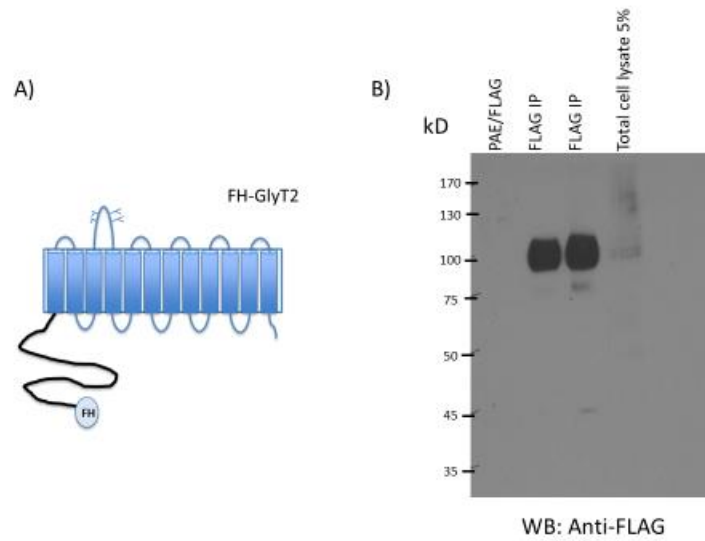 A)
FH-GlyT2
FH
B)
kD
PAE/FLAG
FLAG IP
FLAG IP
Total cell lysate 5%
170
130
100
75
50
45
35
WB: Anti-FLAG